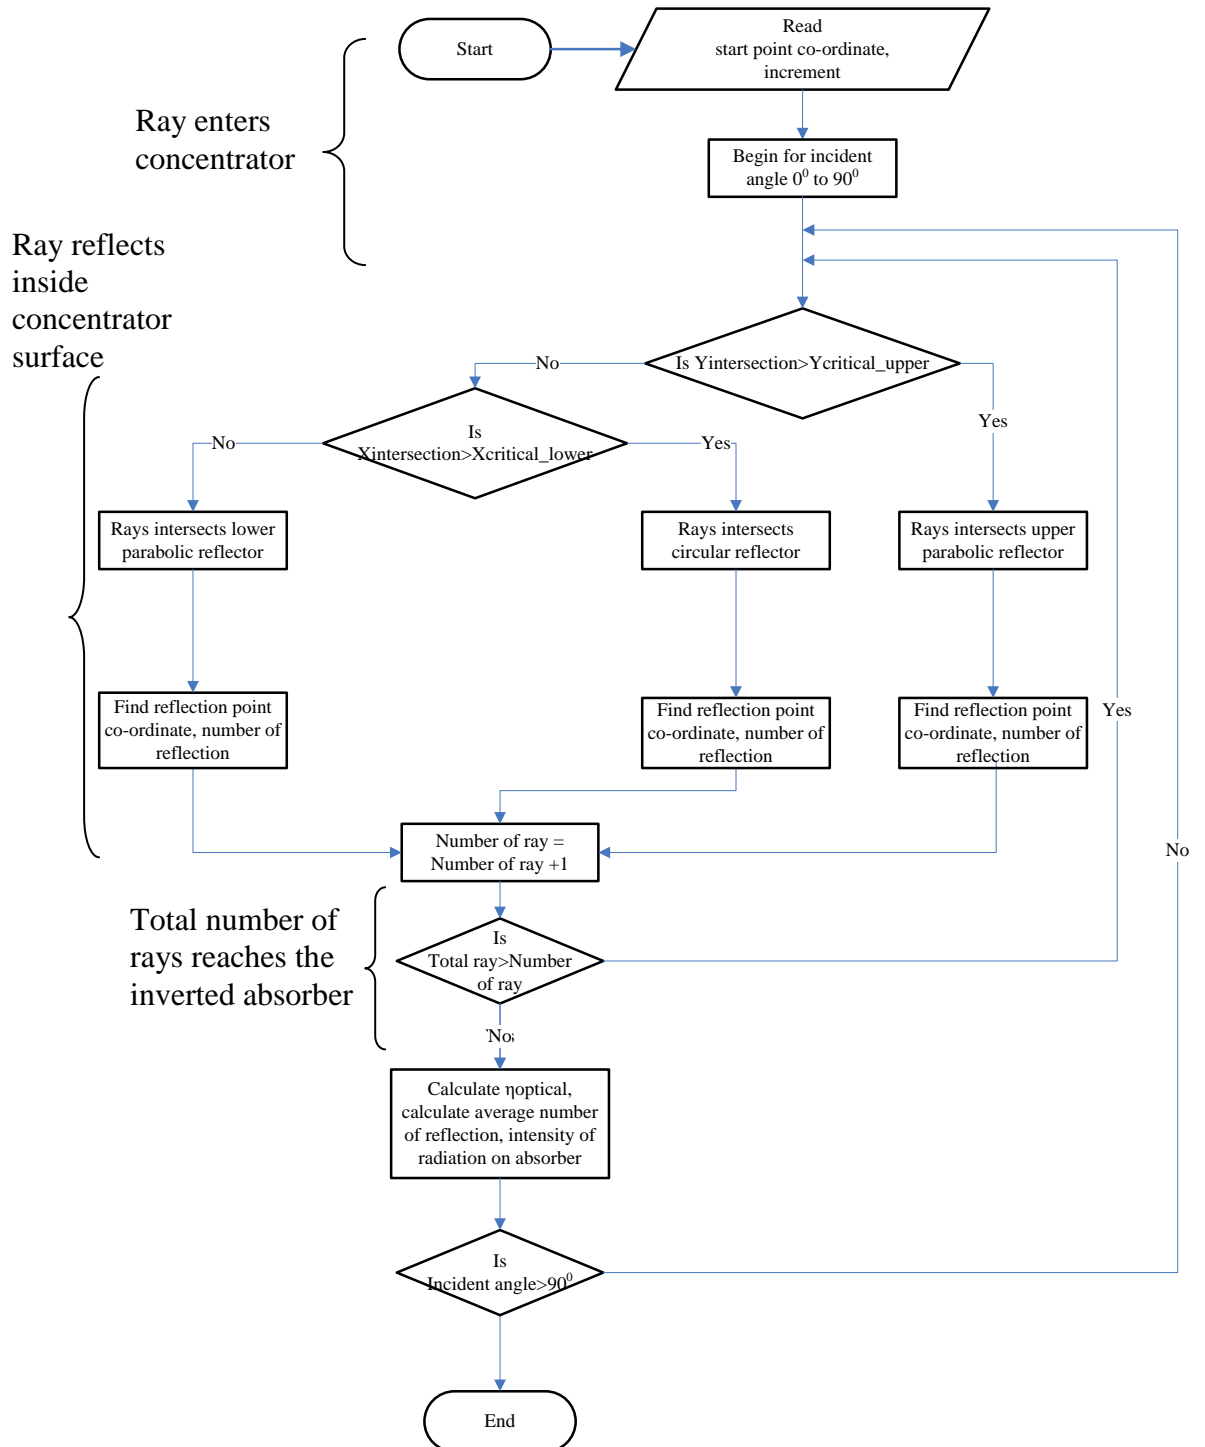 Start
Read
start point co-ordinate,
increment
Ray enters
concentrator
Begin for incident
angle 0⁰ to 90⁰
Ray reflects
inside
concentrator
surface
No
Is Yintersection>Ycritical_upper
Yes
No
Is
Xintersection>Xcritical_lower
Yes
Rays intersects lower
parabolic reflector
Rays intersects
circular reflector
Rays intersects upper
parabolic reflector
Find reflection point
co-ordinate, number of
reflection
Find reflection point
co-ordinate, number of
reflection
Find reflection point
co-ordinate, number of
reflection
Yes
Number of ray =
Number of ray +1
No
Total number of
rays reaches the
inverted absorber
Is
Total ray>Number
of ray
No
Calculate ηoptical,
calculate average number
of reflection, intensity of
radiation on absorber
Is
Incident angle>90⁰
End